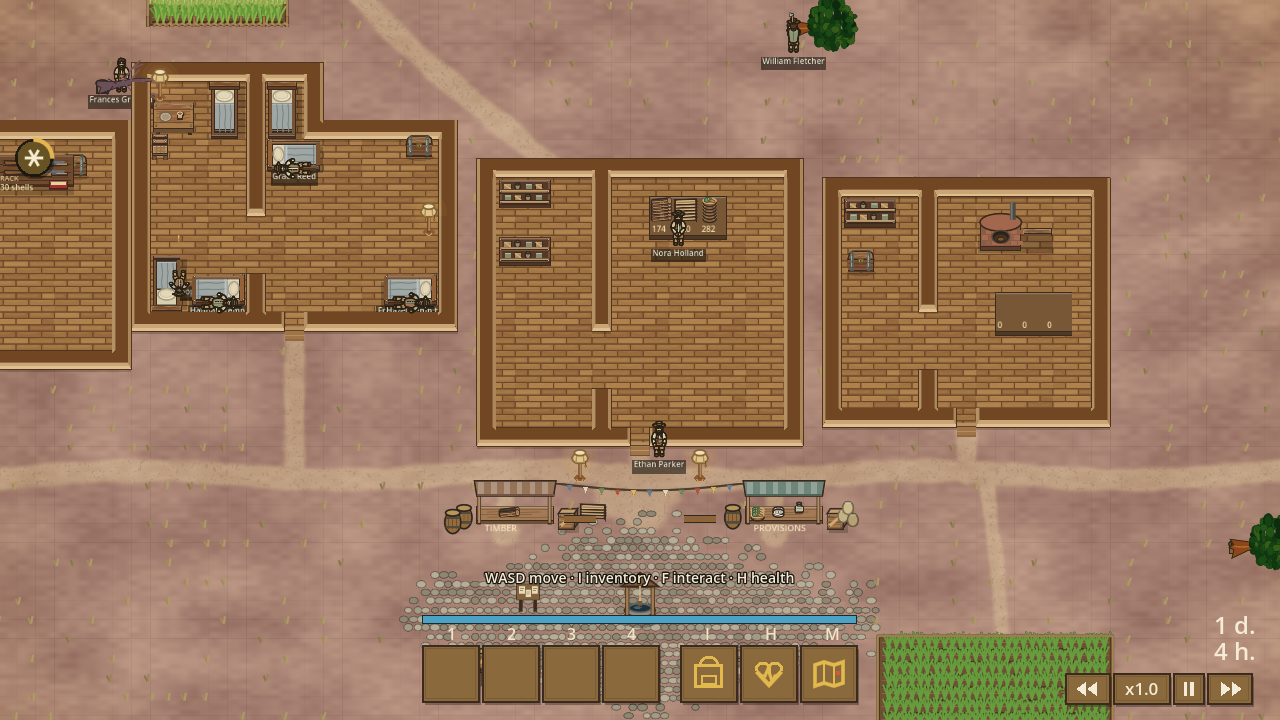 William Fletcher
Frances Gr
RACK
30 shells
Reed
174
282
Nora Holland
0 0 0
Ethan Parker
TIMBER
PROVISIONS
WASD move · I inventory · F interact · H health
1 2 3 4 I H M
1 d.
4 h.
x1.0